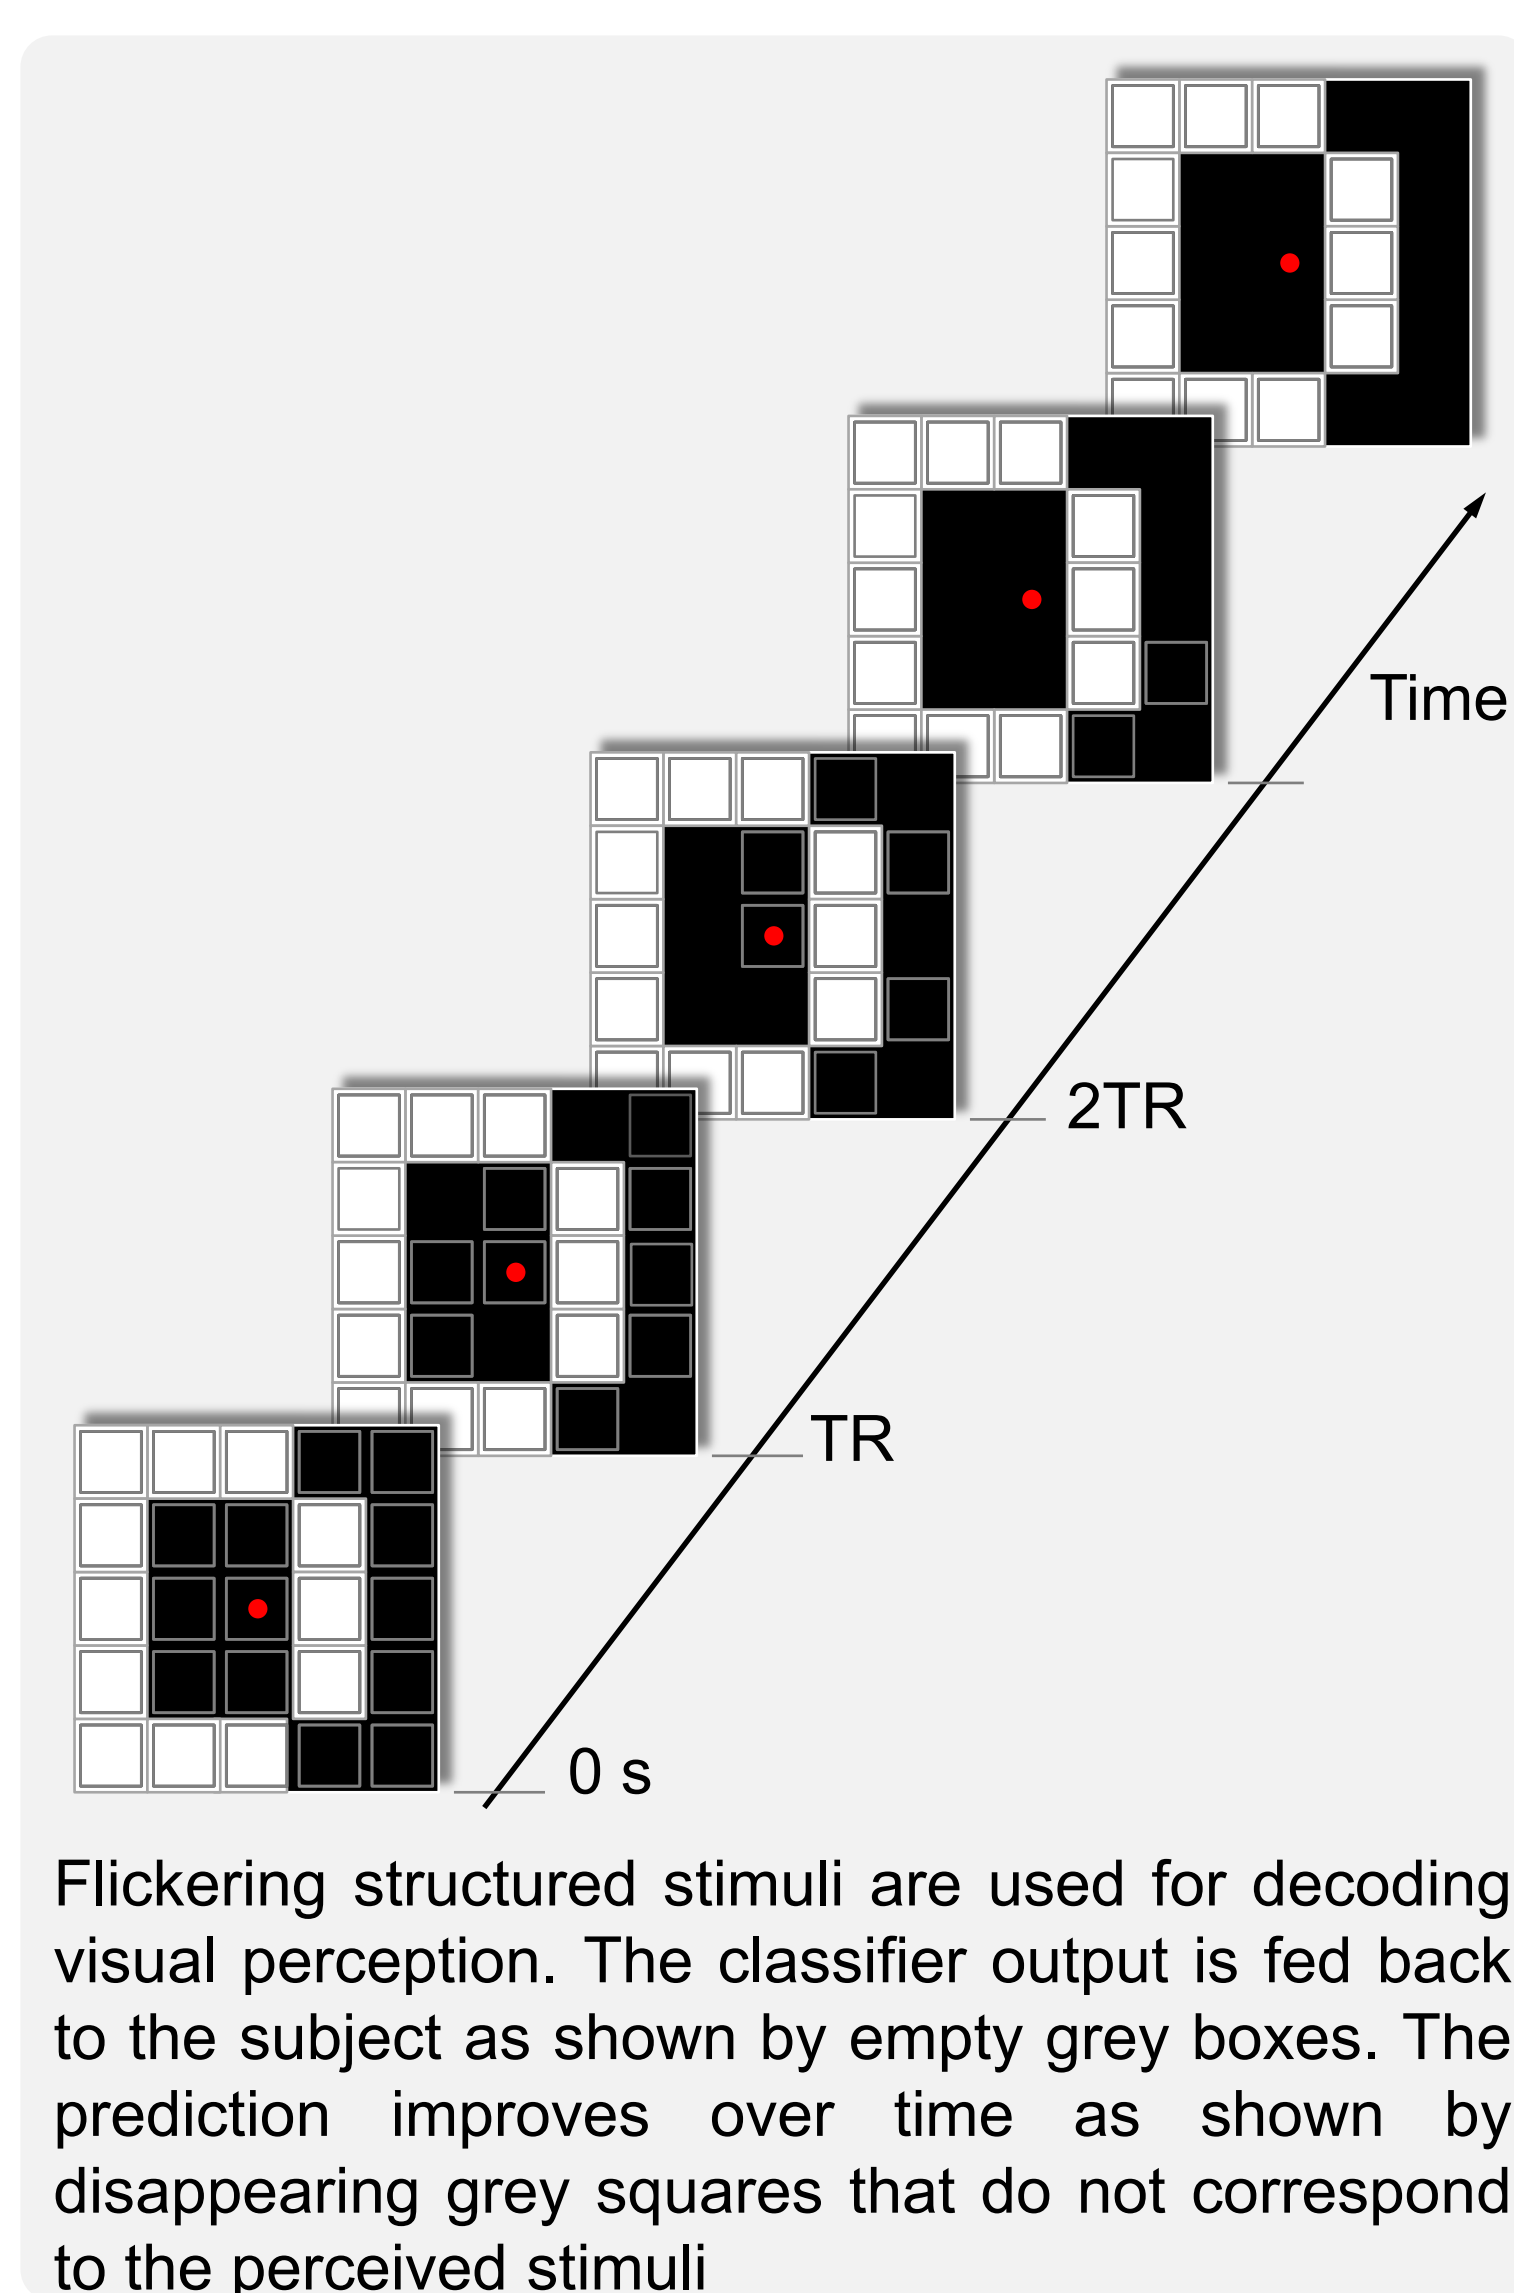 Time
2TR
TR
0 s
Flickering structured stimuli are used for decoding
visual perception. The classifier output is fed back
to the subject as shown by empty grey boxes. The
prediction improves over time as shown by
disappearing grey squares that do not correspond
to the perceived stimuli